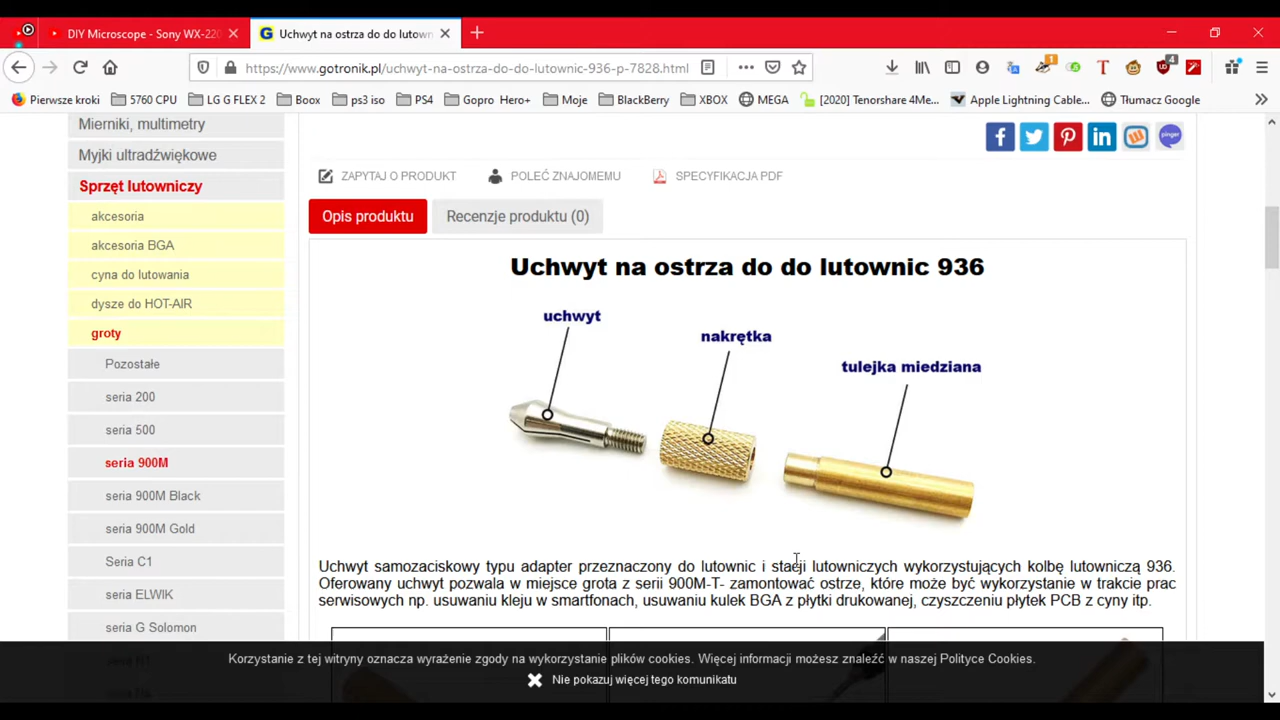 DIY Microscope - Sony WX-220
Uchwyt na ostrza do do lutown
https://www.gotronik.pl/uchwyt-na-ostrza-do-do-lutownic-936-p-7828.html
1
4
Pierwsze kroki
5760 CPU
LG G FLEX 2
Boox
ps3 iso
PS4
Gopro Hero+
Moje
BlackBerry
XBOX
MEGA
[2020] Tenorshare 4Me...
Apple Lightning Cable...
Tłumacz Google
Mierniki, multimetry
Myjki ultradźwiękowe
Sprzęt lutowniczy
akcesoria
akcesoria BGA
cyna do lutowania
dysze do HOT-AIR
groty
Pozostałe
seria 200
seria 500
seria 900M
seria 900M Black
seria 900M Gold
Seria C1
seria ELWIK
seria G Solomon
pinger
ZAPYTAJ O PRODUKT
POLEĆ ZNAJOMEMU
SPECYFIKACJA PDF
Opis produktu
Recenzje produktu (0)
Uchwyt na ostrza do do lutownic 936
uchwyt
nakrętka
tulejka miedziana
Uchwyt samozaciskowy typu adapter przeznaczony do lutownic i stacji lutowniczych wykorzystujących kolbę lutowniczą 936.
Oferowany uchwyt pozwala w miejsce grota z serii 900M-T- zamontować ostrze, które może być wykorzystanie w trakcie prac
serwisowych np. usuwaniu kleju w smartfonach, usuwaniu kulek BGA z płytki drukowanej, czyszczeniu płytek PCB z cyny itp.
Korzystanie z tej witryny oznacza wyrażenie zgody na wykorzystanie plików cookies. Więcej informacji możesz znaleźć w naszej Polityce Cookies.
Nie pokazuj więcej tego komunikatu